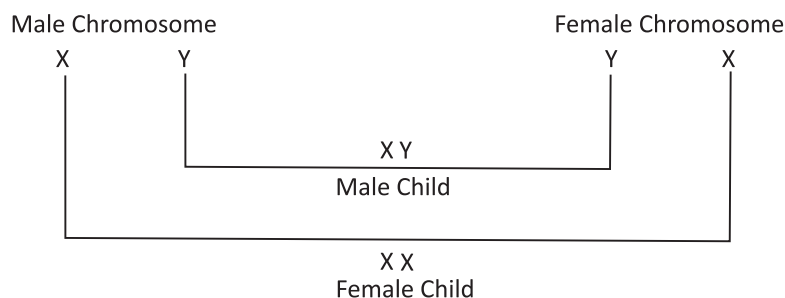 Male Chromosome Female Chromosome
X Y Y X
X Y
Male Child
X X
Female Child